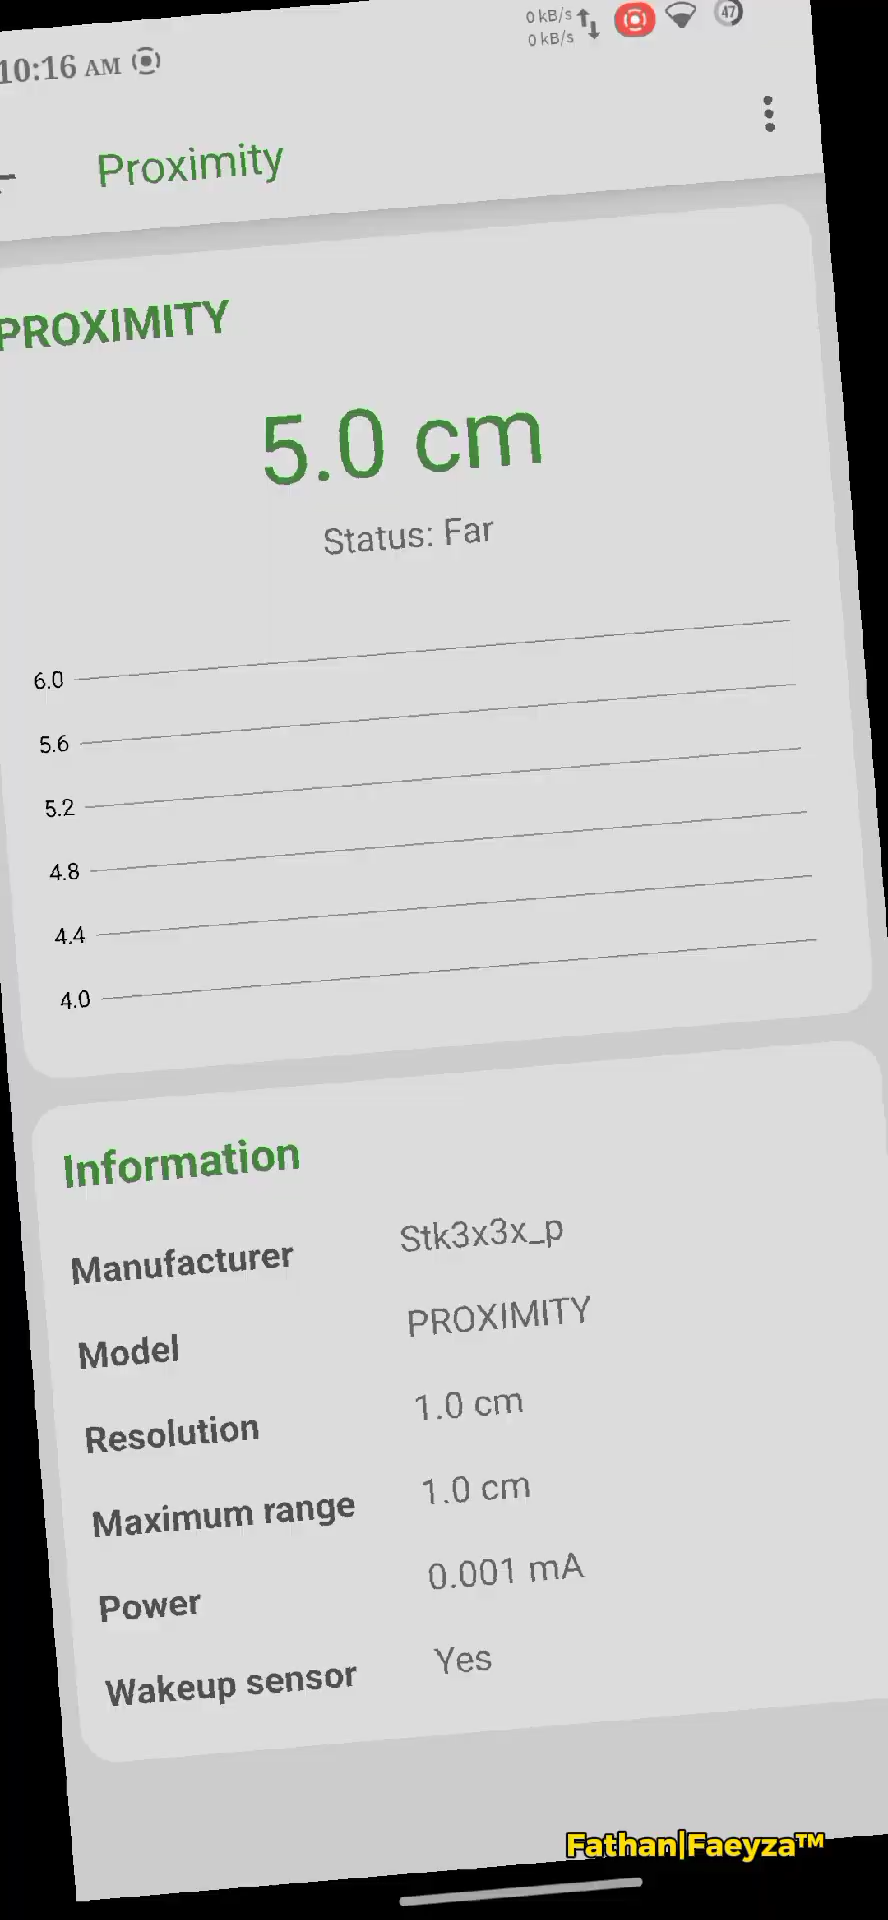 0 kB/s
0 kB/s
47
10:16 AM
Proximity
PROXIMITY
5.0 cm
Status: Far
6.0
5.6
5.2
4.8
4.4
4.0
Information
Manufacturer Stk3x3x_p
Model PROXIMITY
Resolution 1.0 cm
Maximum range 1.0 cm
Power 0.001 mA
Wakeup sensor Yes
Fathan|Faeyza™